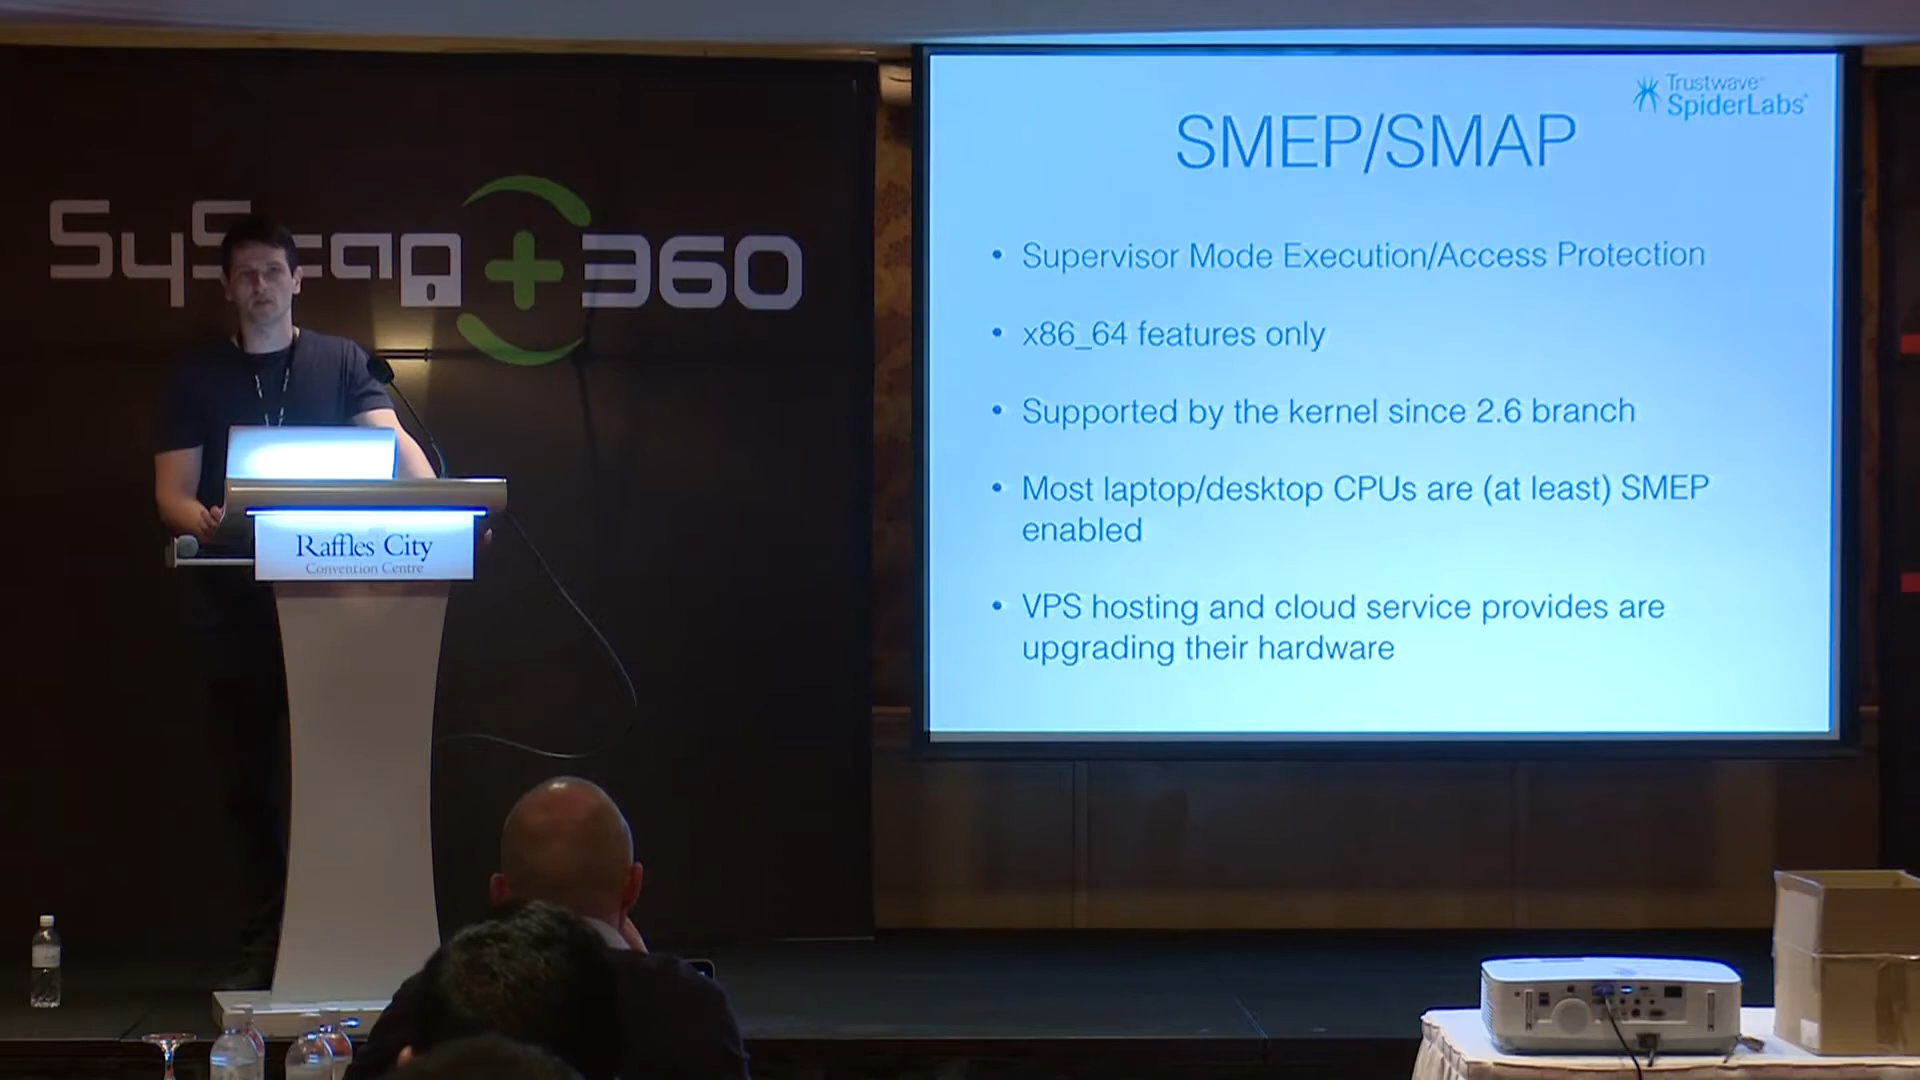 SyScan+360
Raffles City
Convention Centre
Trustwave®
SpiderLabs®
SMEP/SMAP
• Supervisor Mode Execution/Access Protection
• x86_64 features only
• Supported by the kernel since 2.6 branch
• Most laptop/desktop CPUs are (at least) SMEP
enabled
• VPS hosting and cloud service provides are
upgrading their hardware